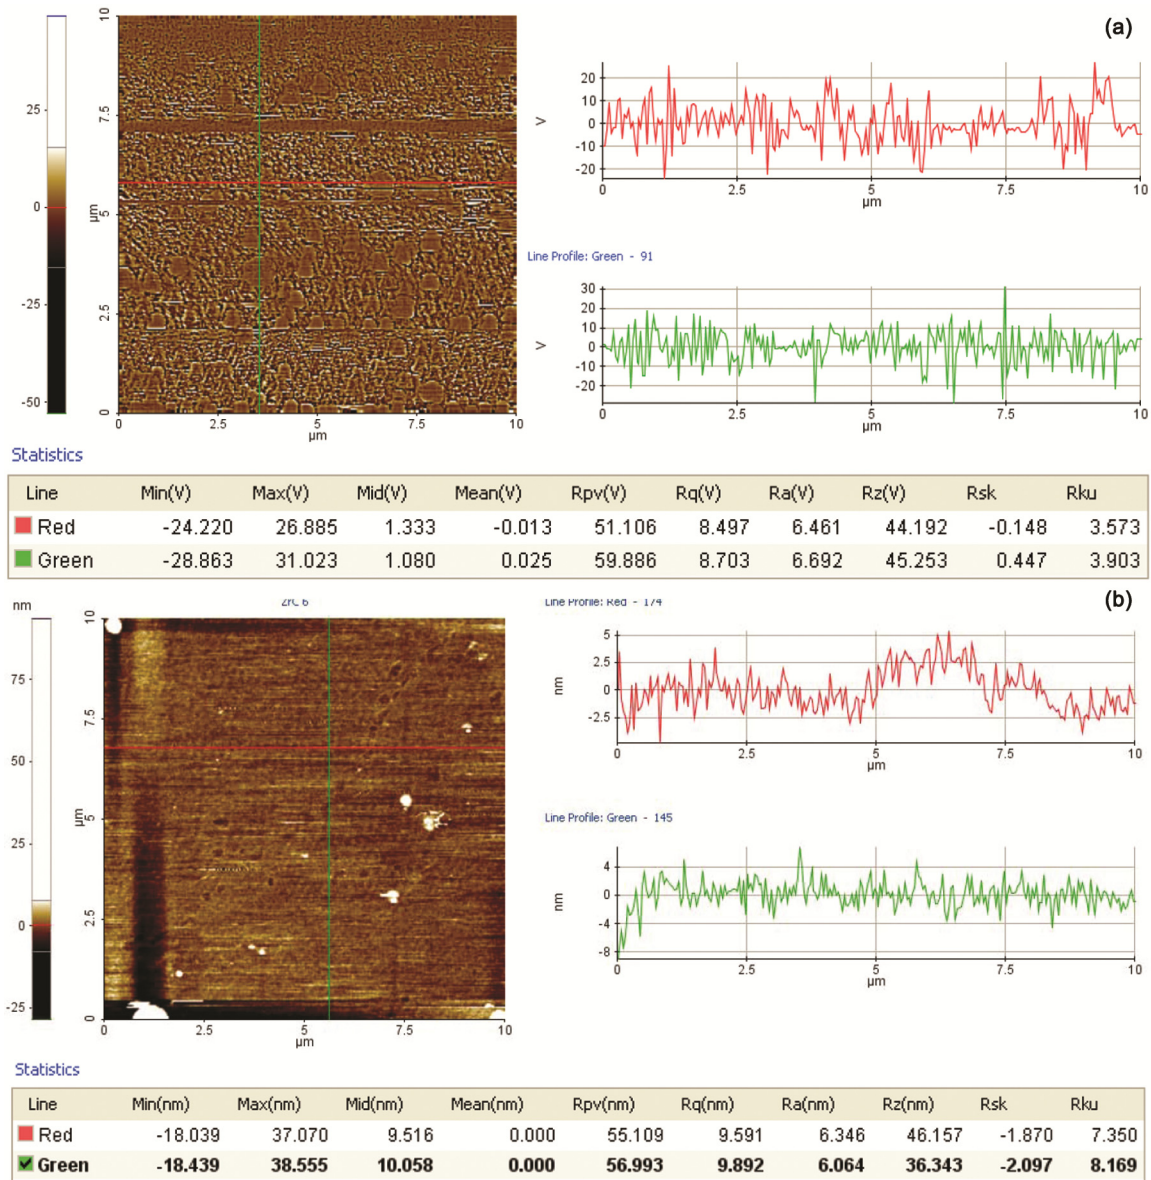 (a)
10
7.5
5
2.5
0
µm
25
0
-25
-50
0 2.5 5 7.5 10
µm
20
10
0
-10
-20
V
0 2.5 5 7.5 10
µm
Line Profile: Green - 91
30
20
10
0
-10
-20
V
0 2.5 5 7.5 10
µm
Statistics
Line Min(V) Max(V) Mid(V) Mean(V) Rpv(V) Rq(V) Ra(V) Rz(V) Rsk Rku
Red -24.220 26.885 1.333 -0.013 51.106 8.497 6.461 44.192 -0.148 3.573
Green -28.863 31.023 1.080 0.025 59.886 8.703 6.692 45.253 0.447 3.903
(b)
nm
75
50
25
0
-25
ZrC 6
10
7.5
5
2.5
0
µm
0 2.5 5 7.5 10
µm
Line Profile: Red - 174
5
2.5
0
-2.5
nm
0 2.5 5 7.5 10
µm
Line Profile: Green - 145
4
0
-4
-8
nm
0 2.5 5 7.5 10
µm
Statistics
Line Min(nm) Max(nm) Mid(nm) Mean(nm) Rpv(nm) Rq(nm) Ra(nm) Rz(nm) Rsk Rku
Red -18.039 37.070 9.516 0.000 55.109 9.591 6.346 46.157 -1.870 7.350
Green -18.439 38.555 10.058 0.000 56.993 9.892 6.064 36.343 -2.097 8.169